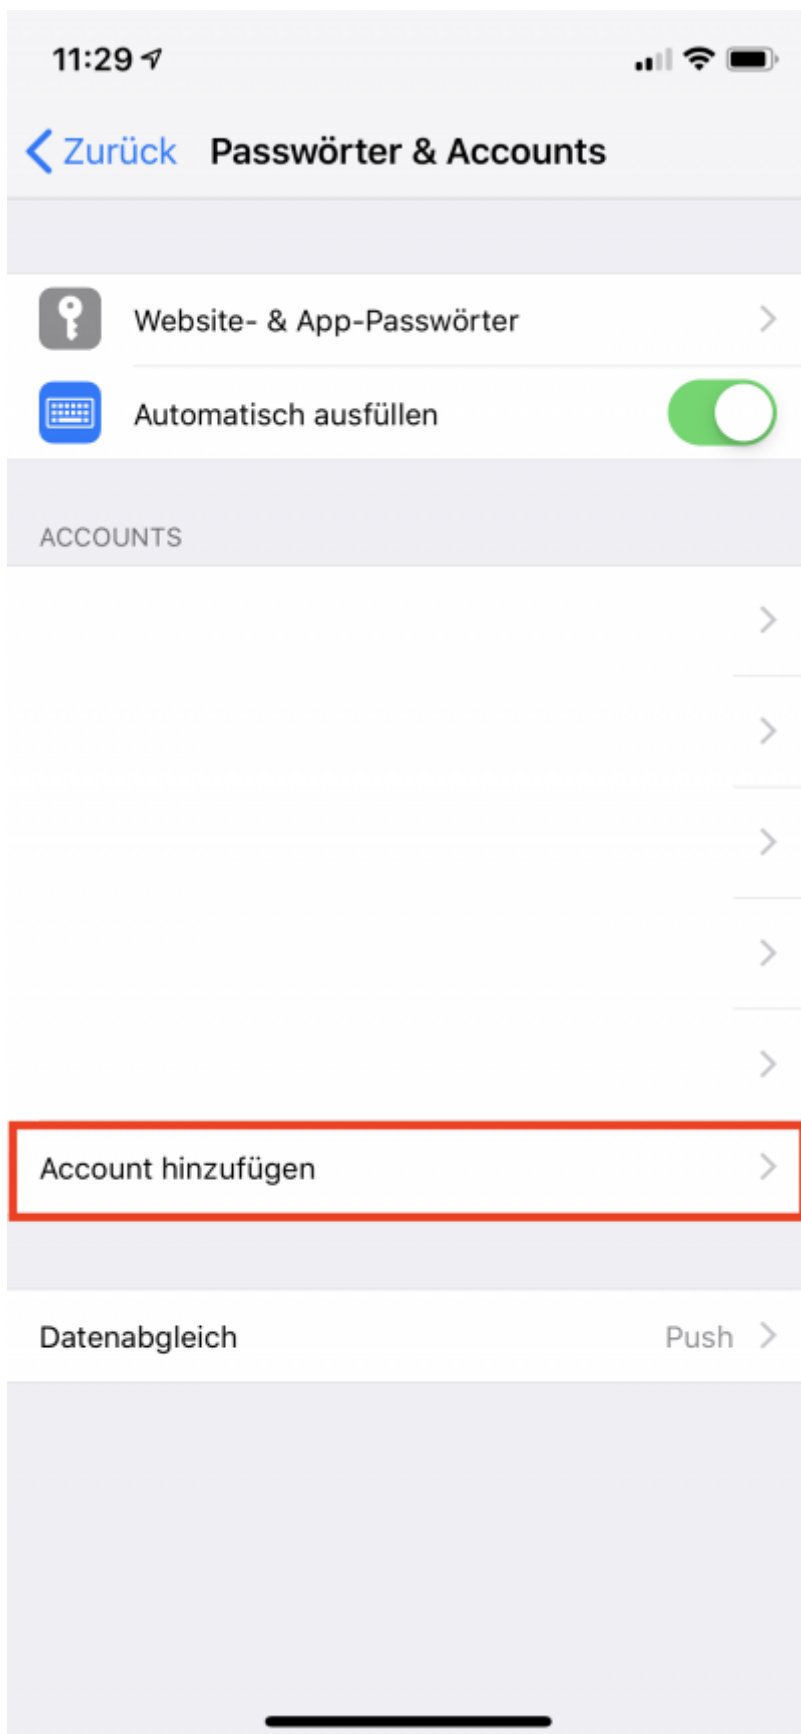 11:29
Zurück Passwörter & Accounts
Website- & App-Passwörter
Automatisch ausfüllen
ACCOUNTS
Account hinzufügen
Datenabgleich Push